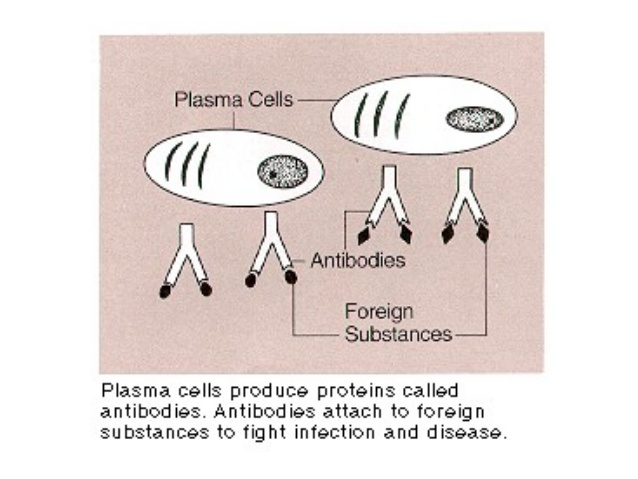 Plasma Cells
Antibodies
Foreign
Substances
Plasma cells produce proteins called
antibodies. Antibodies attach to foreign
substances to fight infection and disease.